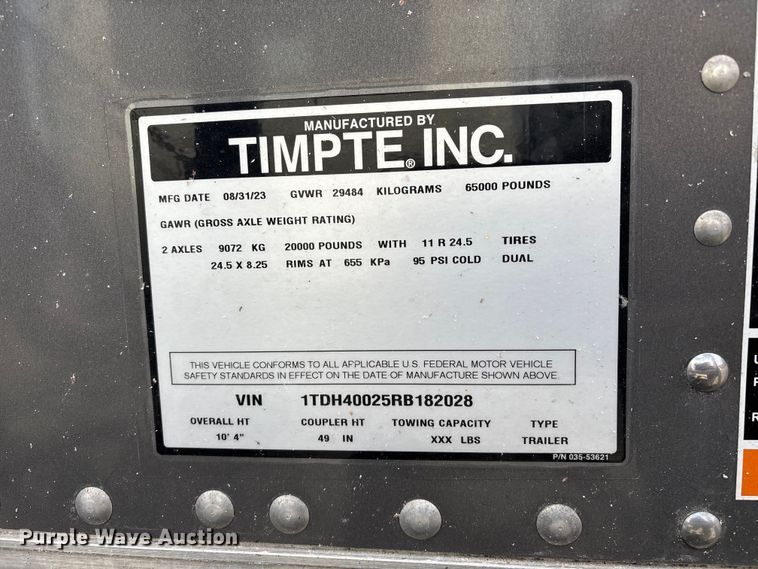 MANUFACTURED BY
TIMPTE® INC.
MFG DATE 08/31/23 GVWR 29484 KILOGRAMS 65000 POUNDS
GAWR (GROSS AXLE WEIGHT RATING)
2 AXLES 9072 KG 20000 POUNDS WITH 11 R 24.5 TIRES
24.5 X 8.25 RIMS AT 655 KPa 95 PSI COLD DUAL
THIS VEHICLE CONFORMS TO ALL APPLICABLE U.S. FEDERAL MOTOR VEHICLE
SAFETY STANDARDS IN EFFECT ON THE DATE OF MANUFACTURE SHOWN ABOVE.
VIN 1TDH40025RB182028
OVERALL HT COUPLER HT TOWING CAPACITY TYPE
10' 4" 49 IN XXX LBS TRAILER
P/N 035-53621
Purple Wave Auction®